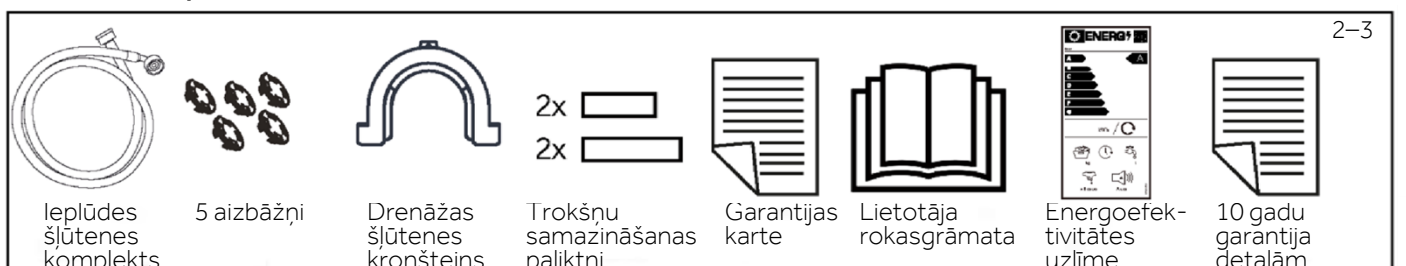 2–3
ENERG
A
A
2x
2x
Ieplūdes
šļūtenes
komplekts
5 aizbāžņi
Drenāžas
šļūtenes
kronšteins
Trokšņu
samazināšanas
paliktņi
Garantijas
karte
Lietotāja
rokasgrāmata
Energoefek-
tivitātes
uzlīme
10 gadu
garantija
detaļām